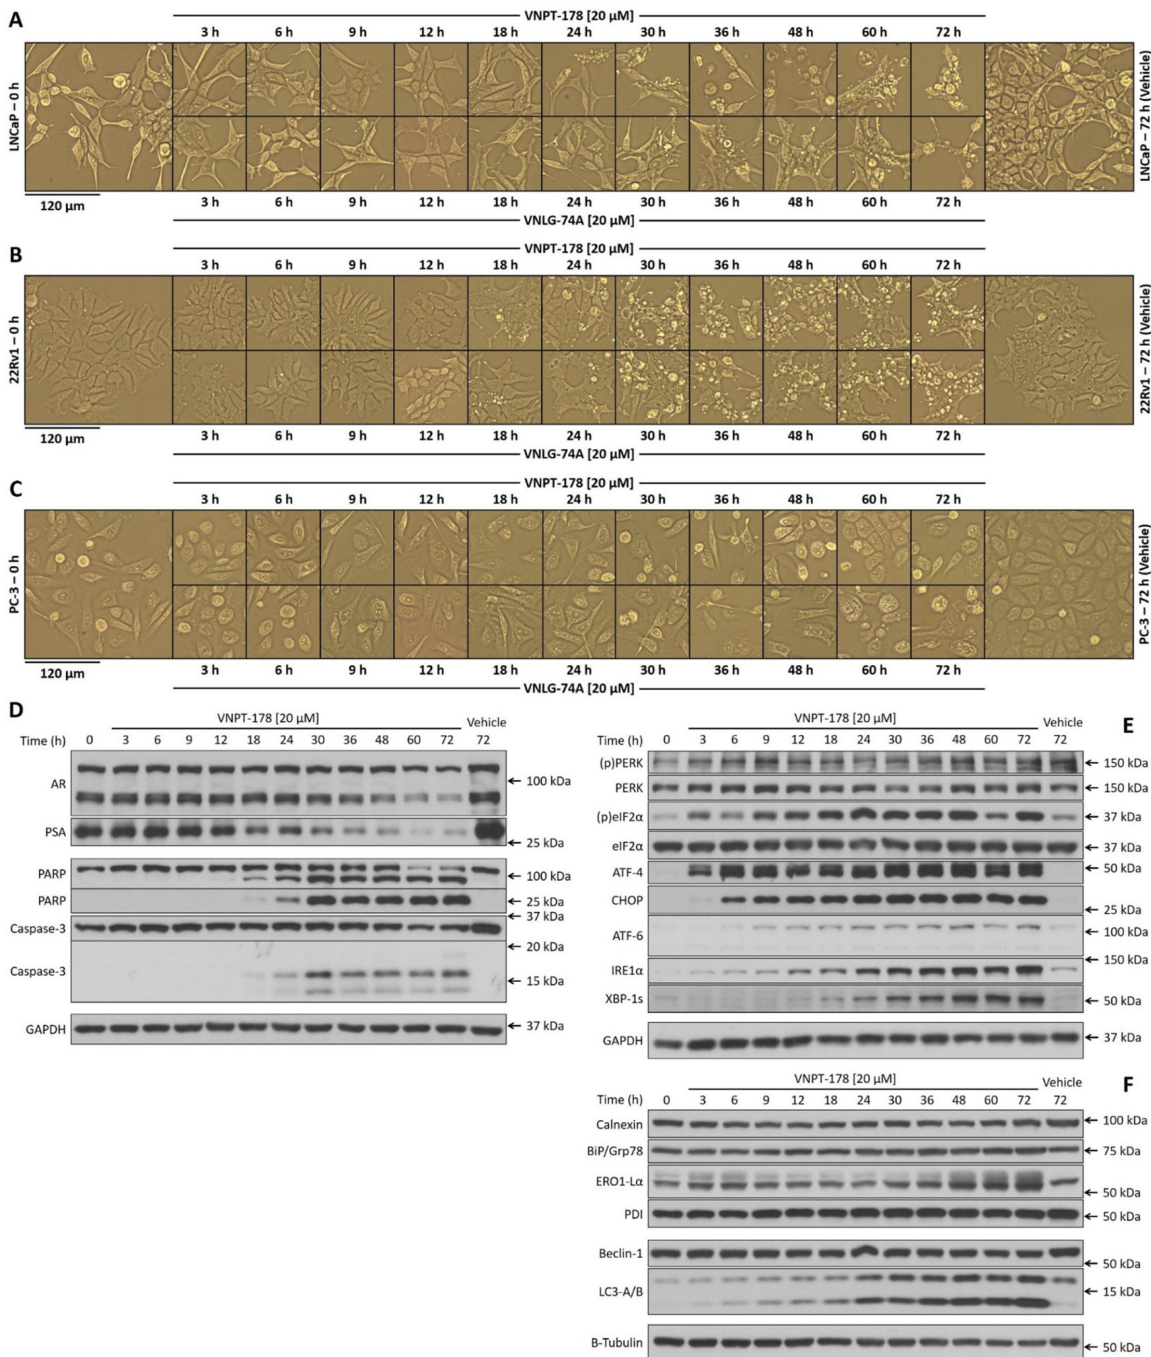 A
VNPT-178 [20 µM]
3 h 6 h 9 h 12 h 18 h 24 h 30 h 36 h 48 h 60 h 72 h
LNCaP – 0 h
LNCaP – 72 h (Vehicle)
120 µm
3 h 6 h 9 h 12 h 18 h 24 h 30 h 36 h 48 h 60 h 72 h
VNLG-74A [20 µM]
B
VNPT-178 [20 µM]
3 h 6 h 9 h 12 h 18 h 24 h 30 h 36 h 48 h 60 h 72 h
22Rv1 – 0 h
22Rv1 – 72 h (Vehicle)
120 µm
3 h 6 h 9 h 12 h 18 h 24 h 30 h 36 h 48 h 60 h 72 h
VNLG-74A [20 µM]
C
VNPT-178 [20 µM]
3 h 6 h 9 h 12 h 18 h 24 h 30 h 36 h 48 h 60 h 72 h
PC-3 – 0 h
PC-3 – 72 h (Vehicle)
120 µm
3 h 6 h 9 h 12 h 18 h 24 h 30 h 36 h 48 h 60 h 72 h
VNLG-74A [20 µM]
D
VNPT-178 [20 µM] Vehicle
Time (h) 0 3 6 9 12 18 24 30 36 48 60 72 72
AR
100 kDa
PSA
25 kDa
PARP
100 kDa
PARP
25 kDa
37 kDa
Caspase-3
20 kDa
Caspase-3
15 kDa
GAPDH
37 kDa
E
VNPT-178 [20 µM] Vehicle
Time (h) 0 3 6 9 12 18 24 30 36 48 60 72 72
(p)PERK
150 kDa
PERK
150 kDa
(p)eIF2α
37 kDa
eIF2α
37 kDa
ATF-4
50 kDa
CHOP
25 kDa
ATF-6
100 kDa
150 kDa
IRE1α
XBP-1s
50 kDa
GAPDH
37 kDa
F
VNPT-178 [20 µM] Vehicle
Time (h) 0 3 6 9 12 18 24 30 36 48 60 72 72
Calnexin
100 kDa
BiP/Grp78
75 kDa
ERO1-Lα
50 kDa
PDI
50 kDa
Beclin-1
50 kDa
LC3-A/B
15 kDa
B-Tubulin
50 kDa